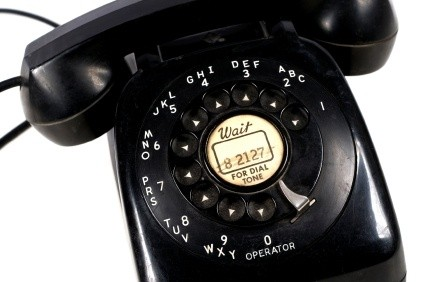 GHI
4
DEF
3
ABC
2
1
JKL
5
MNO
6
PRS
7
TUV
8
WXY
9
0
OPERATOR
Wait
8-2127
FOR DIAL
TONE